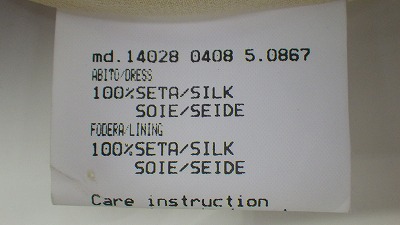 md.14028 0408 5.0867
ABITO/DRESS
100%SETA/SILK
SOIE/SEIDE
FODERA/LINING
100%SETA/SILK
SOIE/SEIDE
Care instruction